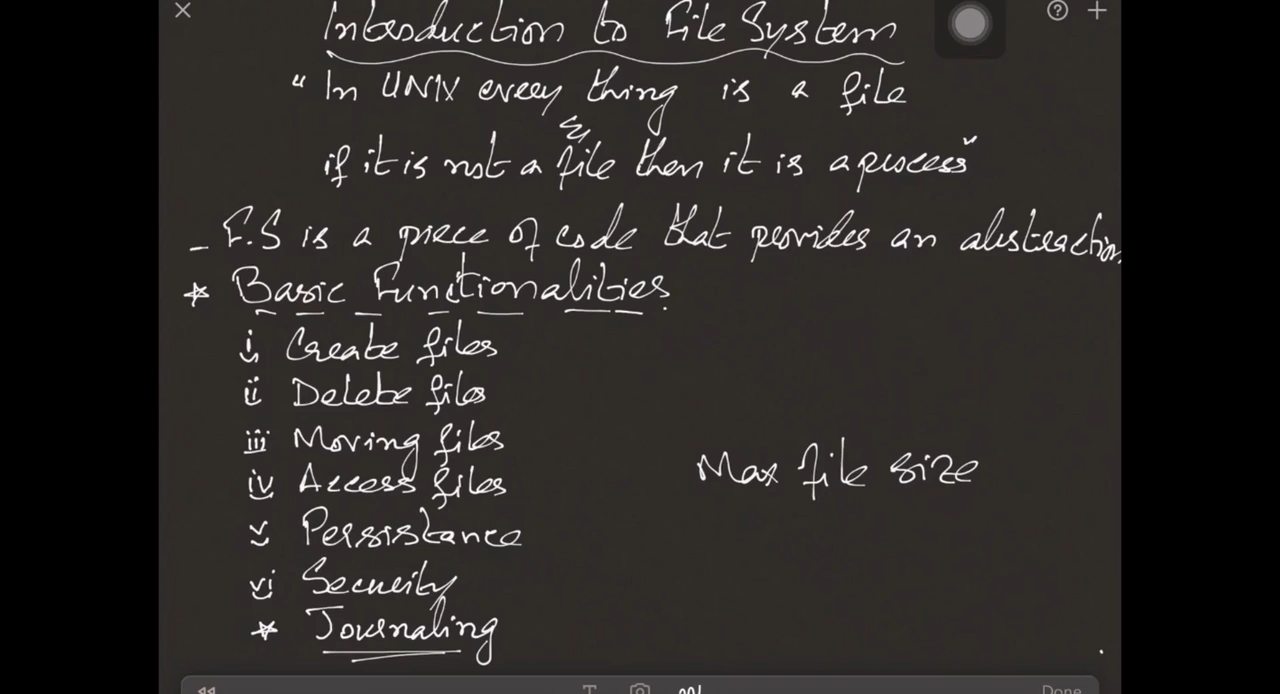 Introduction to File System
"In UNIX every thing is a file
if it is not a file then it is a process"
- F.S is a piece of code that provides an abstraction
* Basic Functionalities.
i, Create files
ii Delete files
iii Moving files
iv Access files
v Persistance
vi Security
* Journaling
Max file size
T
Done